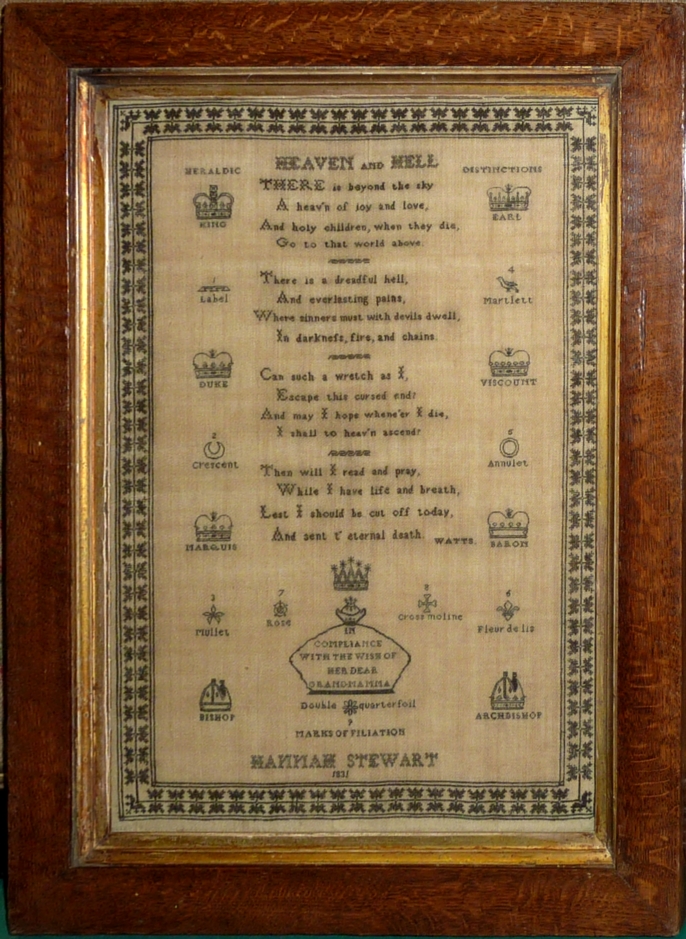 HEAVEN AND HELL
HERALDIC
DISTINCTIONS
THERE is beyond the sky
A heav'n of joy and love,
KING
EARL
And holy children, when they die,
Go to that world above.
There is a dreadful hell,
1
Label
4
Martlett
And everlasting pains,
Where sinners must with devils dwell,
In darkness, fire, and chains.
DUKE
VISCOUNT
Can such a wretch as I,
Escape this cursed end?
And may I hope whene'er I die,
I shall to heav'n ascend?
2
Crescent
5
Annulet
Then will I read and pray,
While I have life and breath,
Lest I should be cut off today,
And sent t' eternal death.
WATTS.
MARQUIS
BARON
3
Mullet
7
Rose
8
Cross moline
6
Fleur de lis
IN
COMPLIANCE
WITH THE WISH OF
HER DEAR
GRANDMAMMA
BISHOP
ARCHBISHOP
Double quarterfoil
9
MARKS OF FILIATION
HANNAH STEWART
1831